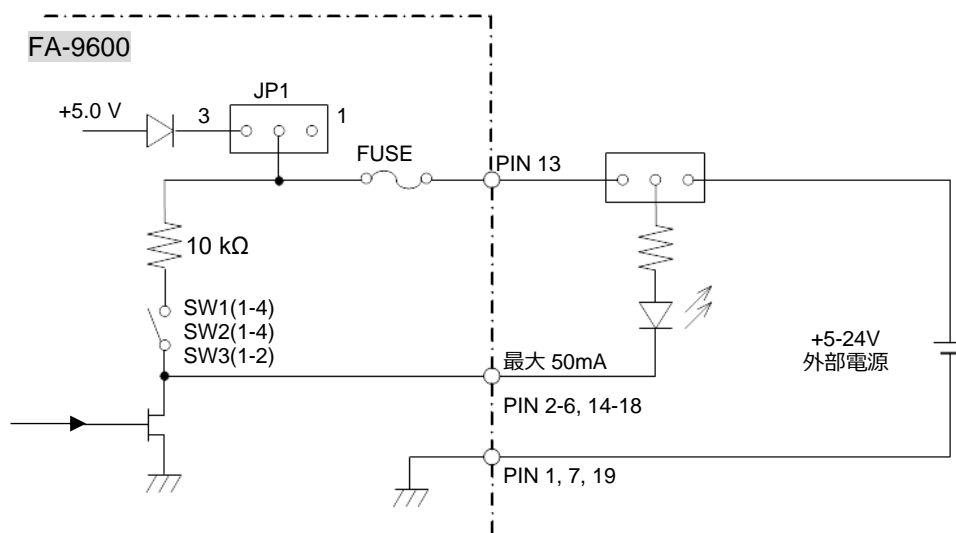 FA-9600
JP1
+5.0 V
3
1
FUSE
PIN 13
10 kΩ
SW1(1-4)
SW2(1-4)
SW3(1-2)
+5-24V
外部電源
最大 50mA
PIN 2-6, 14-18
PIN 1, 7, 19